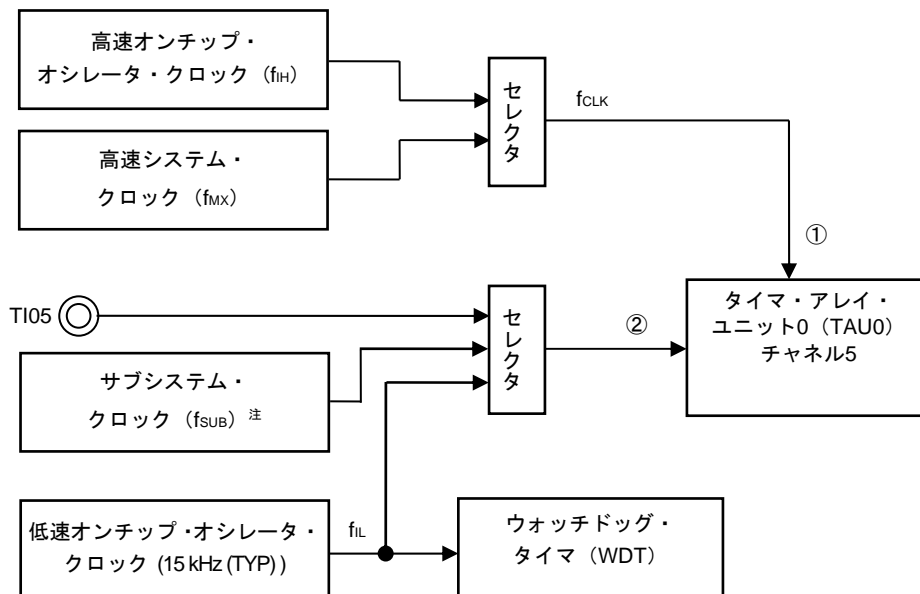 高速オンチップ・
オシレータ・クロック（fIH）
セレクタ
fCLK
高速システム・
クロック（fMX）
①
TI05
セレクタ
②
タイマ・アレイ・
ユニット0（TAU0）
チャネル5
サブシステム・
クロック（fSUB）注
低速オンチップ・オシレータ・
クロック (15 kHz (TYP) )
fIL
ウォッチドッグ・
タイマ（WDT）